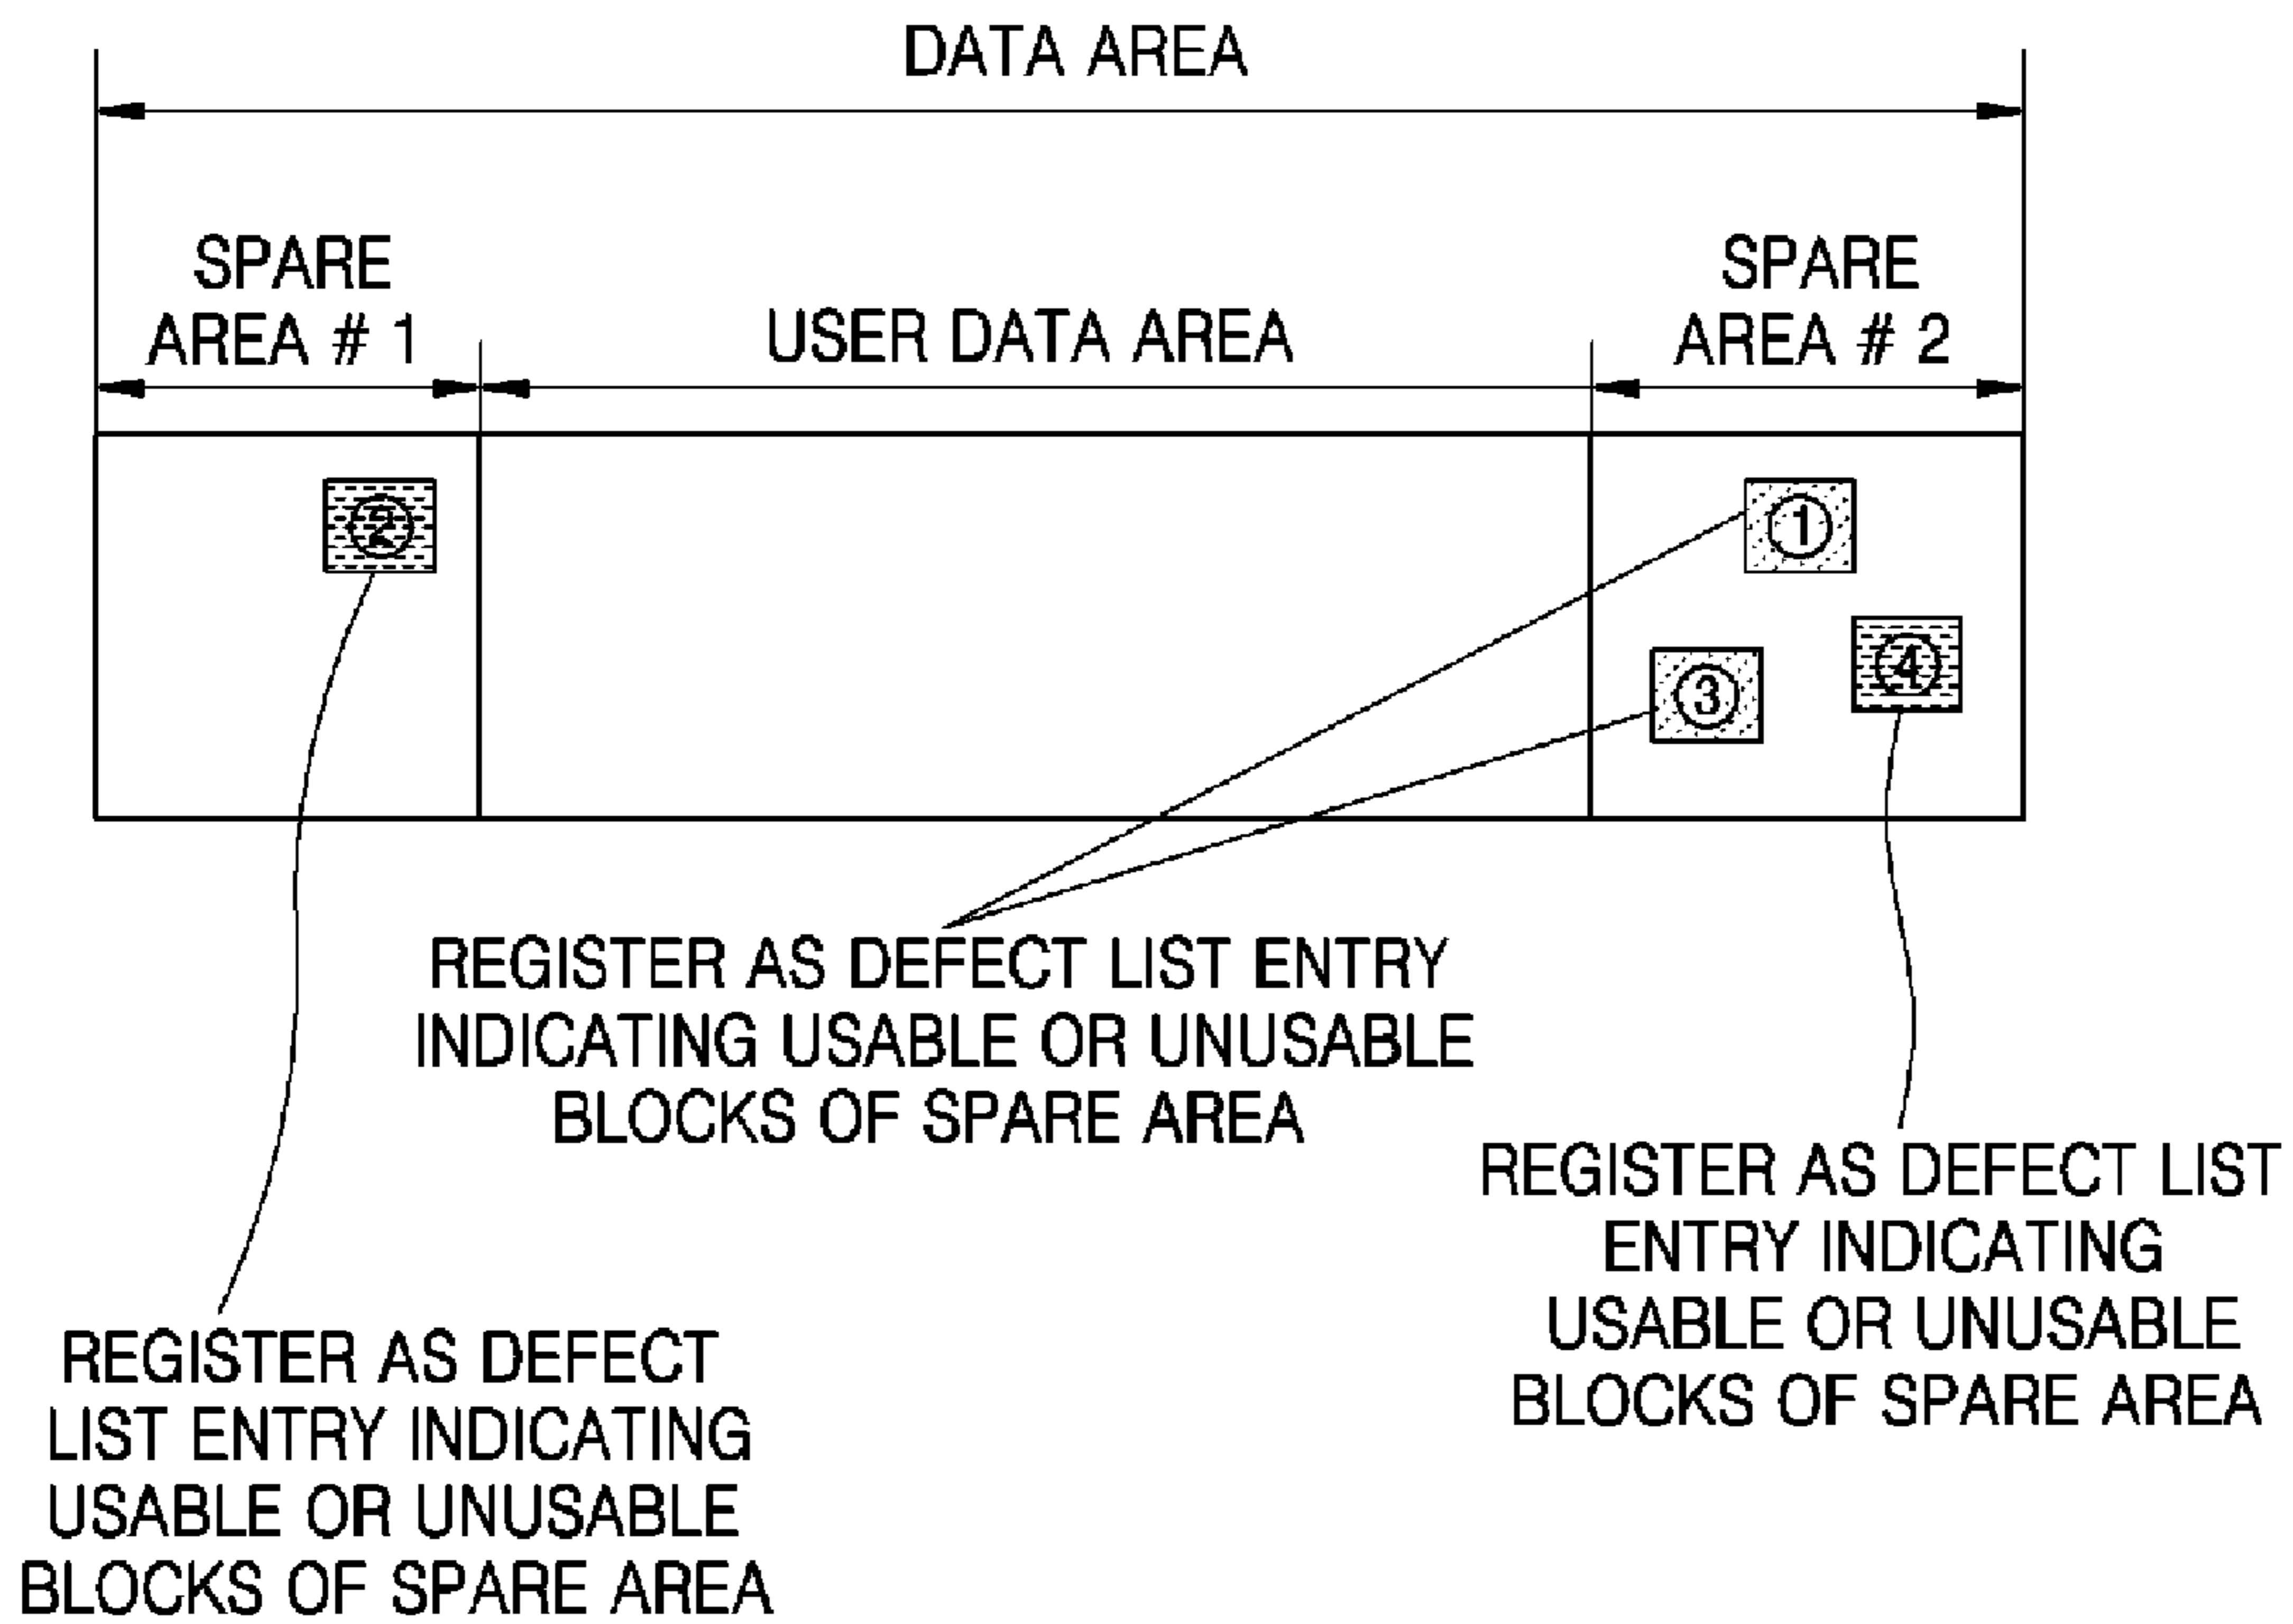 DATA AREA
SPARE
AREA # 1
USER DATA AREA
SPARE
AREA # 2
②
①
③
④
REGISTER AS DEFECT LIST ENTRY
INDICATING USABLE OR UNUSABLE
BLOCKS OF SPARE AREA
REGISTER AS DEFECT LIST
ENTRY INDICATING
USABLE OR UNUSABLE
BLOCKS OF SPARE AREA
REGISTER AS DEFECT
LIST ENTRY INDICATING
USABLE OR UNUSABLE
BLOCKS OF SPARE AREA